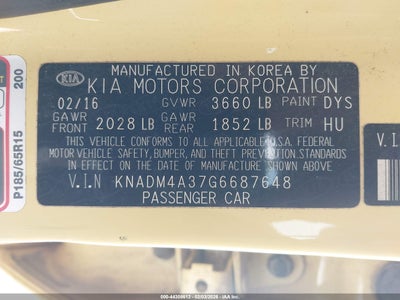 MANUFACTURED IN KOREA BY
KIA MOTORS CORPORATION
KIA
02/16 GVWR 3660 LB PAINT DYS
GAWR FRONT 2028 LB GAWR REAR 1852 LB TRIM HU
THIS VEHICLE CONFORMS TO ALL APPLICABLE U.S.A. FEDERAL
MOTOR VEHICLE SAFETY, BUMPER, AND THEFT PREVENTION STANDARDS
IN EFFECT ON THE DATE OF MANUFACTURE SHOWN ABOVE.
V.I.N KNADM4A37G6687648
PASSENGER CAR
200
P185/65R15
V.I